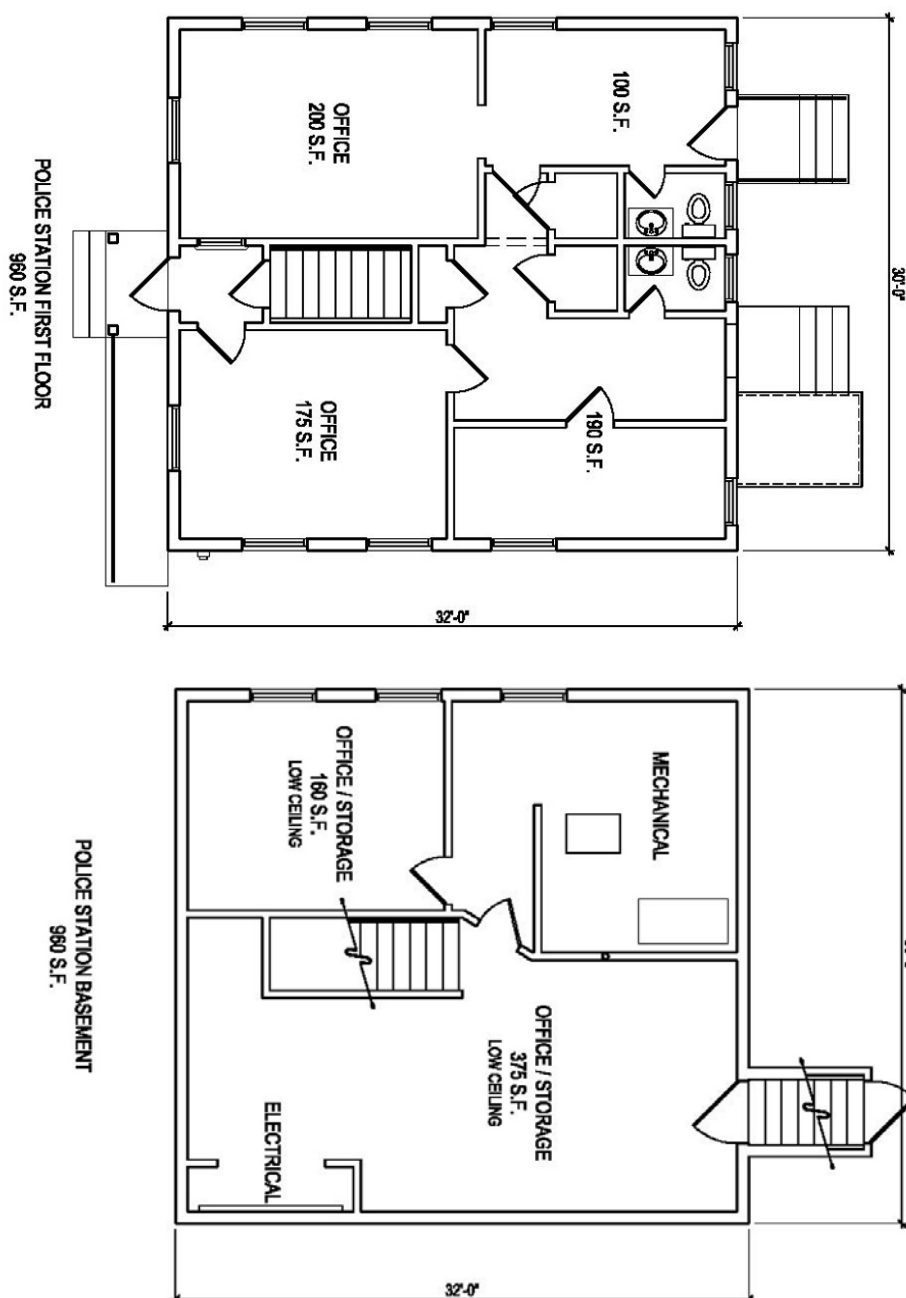 100 S.F.
OFFICE
200 S.F.
OFFICE
175 S.F.
190 S.F.
30'-0"
32'-0"
POLICE STATION FIRST FLOOR
960 S.F.
MECHANICAL
OFFICE / STORAGE
160 S.F.
LOW CEILING
OFFICE / STORAGE
375 S.F.
LOW CEILING
ELECTRICAL
32'-0"
POLICE STATION BASEMENT
960 S.F.